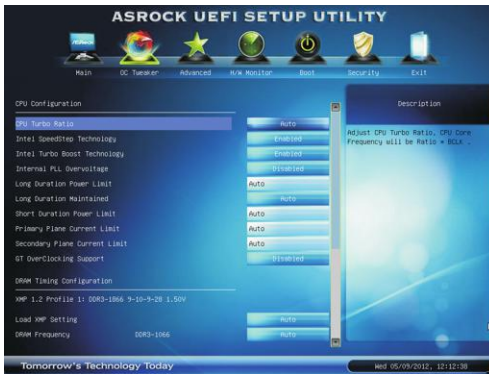 ASROCK UEFI SETUP UTILITY
Main OC Tweaker Advanced H/W Monitor Boot Security Exit
CPU Configuration
CPU Turbo Ratio Auto
Intel SpeedStep Technology Enabled
Intel Turbo Boost Technology Enabled
Internal PLL Overvoltage Disabled
Long Duration Power Limit Auto
Long Duration Maintained Auto
Short Duration Power Limit Auto
Primary Plane Current Limit Auto
Secondary Plane Current Limit Auto
GT OverClocking Support Disabled
DRAM Timing Configuration
XMP 1.2 Profile 1: DDR3-1866 9-10-9-28 1.50V
Load XMP Setting Auto
DRAM Frequency DDR3-1066 Auto
Description
Adjust CPU Turbo Ratio, CPU Core
Frequency will be Ratio * BCLK .
Tomorrow's Technology Today
Wed 05/09/2012, 12:12:38